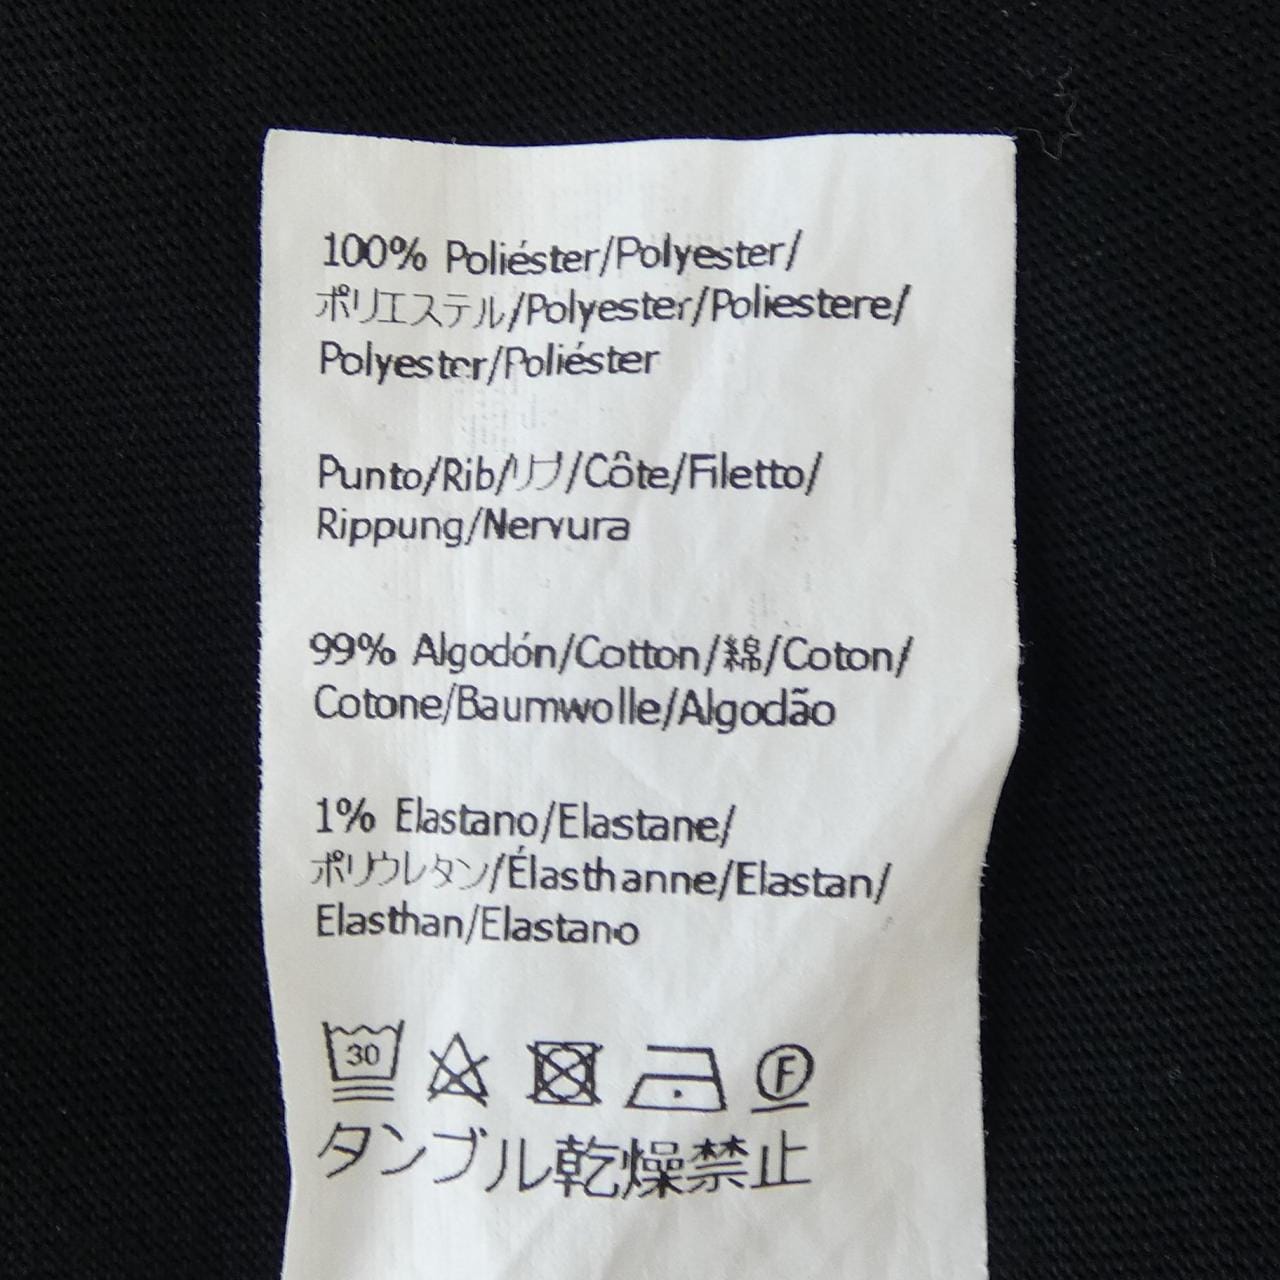 100% Poliéster/Polyester/
ポリエステル/Polyester/Poliestere/
Polyester/Poliéster
Punto/Rib/リブ/Côte/Filetto/
Rippung/Nervura
99% Algodón/Cotton/綿/Coton/
Cotone/Baumwolle/Algodão
1% Elastano/Elastane/
ポリウレタン/Élasthanne/Elastan/
Elasthan/Elastano
30 F
タンブル乾燥禁止